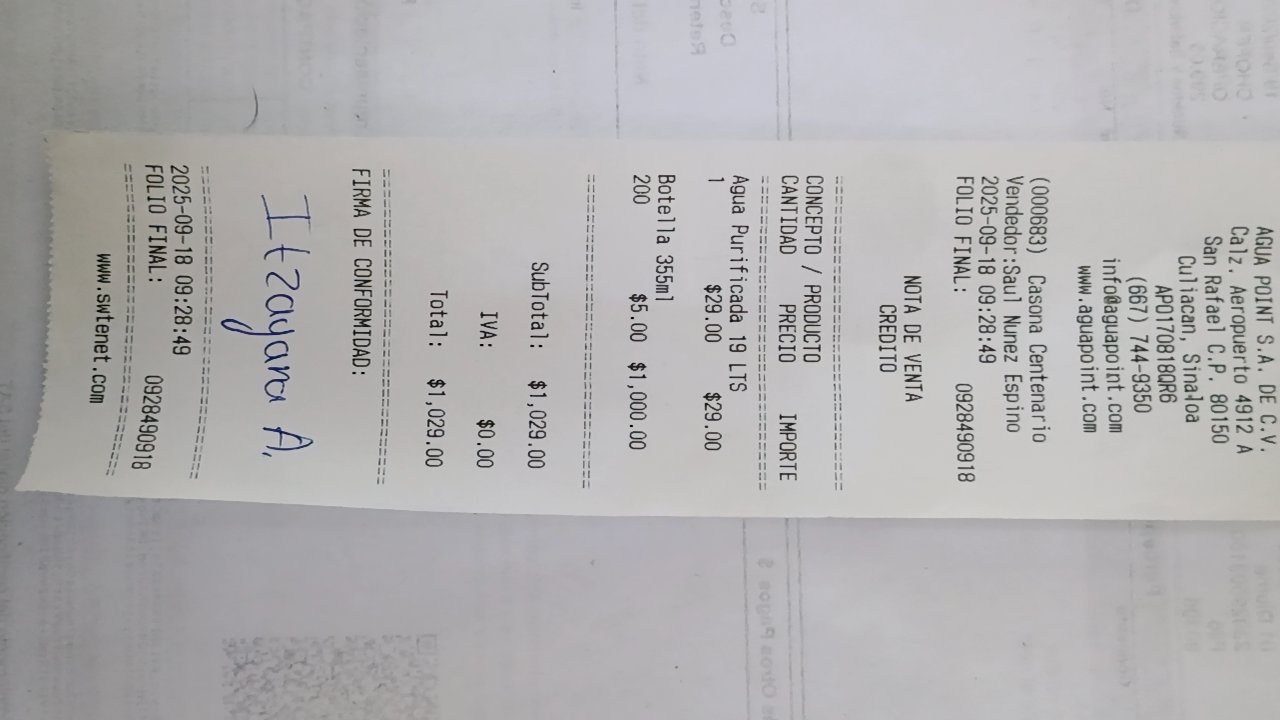 AGUA POINT S.A. DE C.V.
Calz. Aeropuerto 4912 A
San Rafael C.P. 80150
Culiacan, Sinaloa
APO170818QR6
(667) 744-9350
info@aguapoint.com
www.aguapoint.com
(000683) Casona Centenario
Vendedor:Saul Nunez Espino
2025-09-18 09:28:49
FOLIO FINAL: 0928490918
NOTA DE VENTA
CREDITO
CONCEPTO / PRODUCTO
CANTIDAD PRECIO IMPORTE
Agua Purificada 19 LTS
1 $29.00 $29.00
Botella 355ml
200 $5.00 $1,000.00
SubTotal: $1,029.00
IVA: $0.00
Total: $1,029.00
FIRMA DE CONFORMIDAD:
Itzayara A.
2025-09-18 09:28:49
FOLIO FINAL: 0928490918
www.swtenet.com